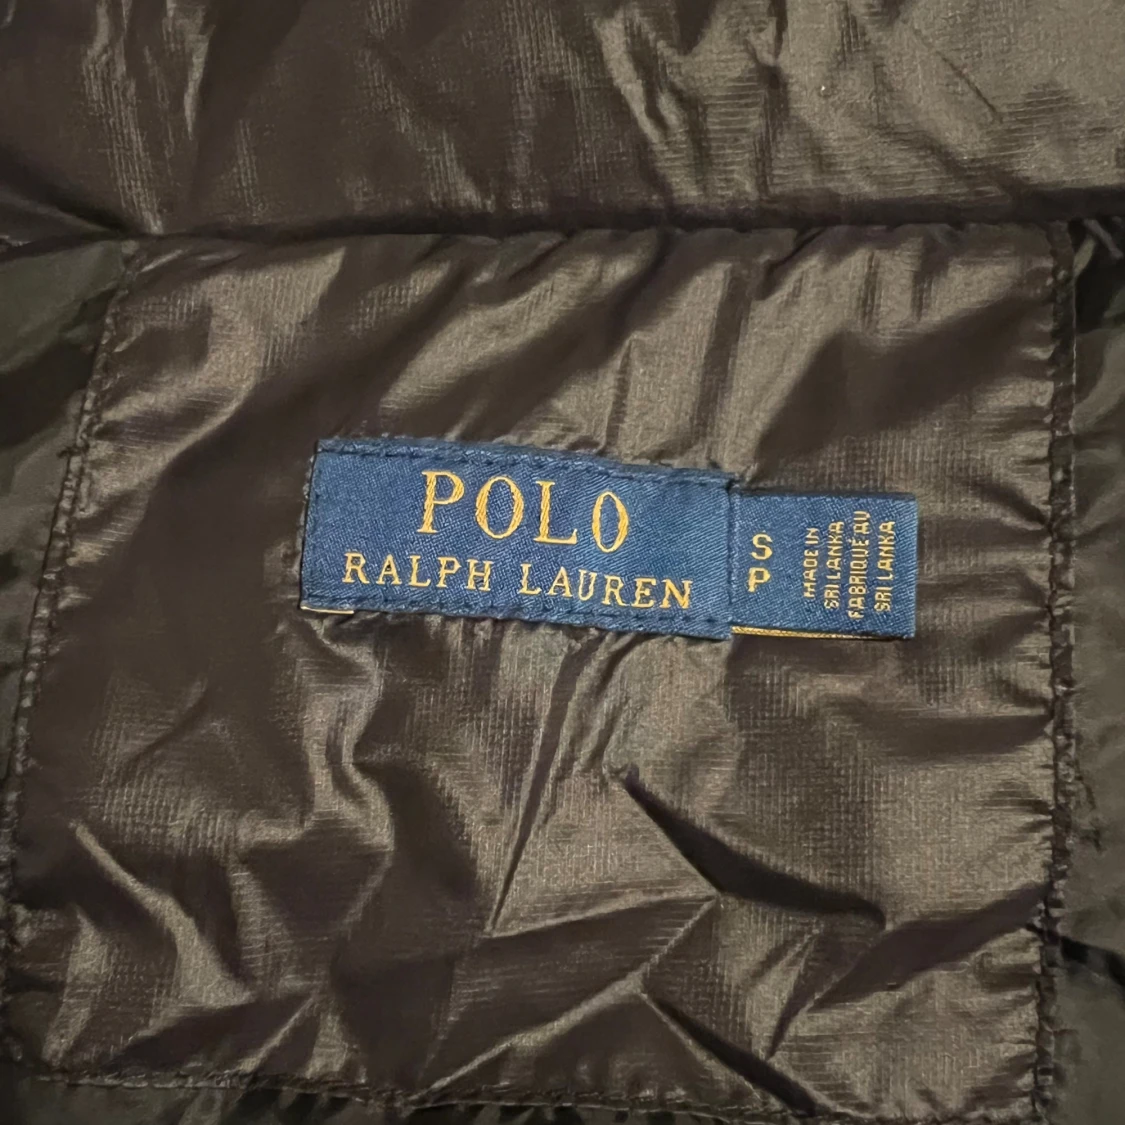 POLO
RALPH LAUREN
S
P
MADE IN
SRI LANKA
FABRIQUÉ AU
SRI LANKA